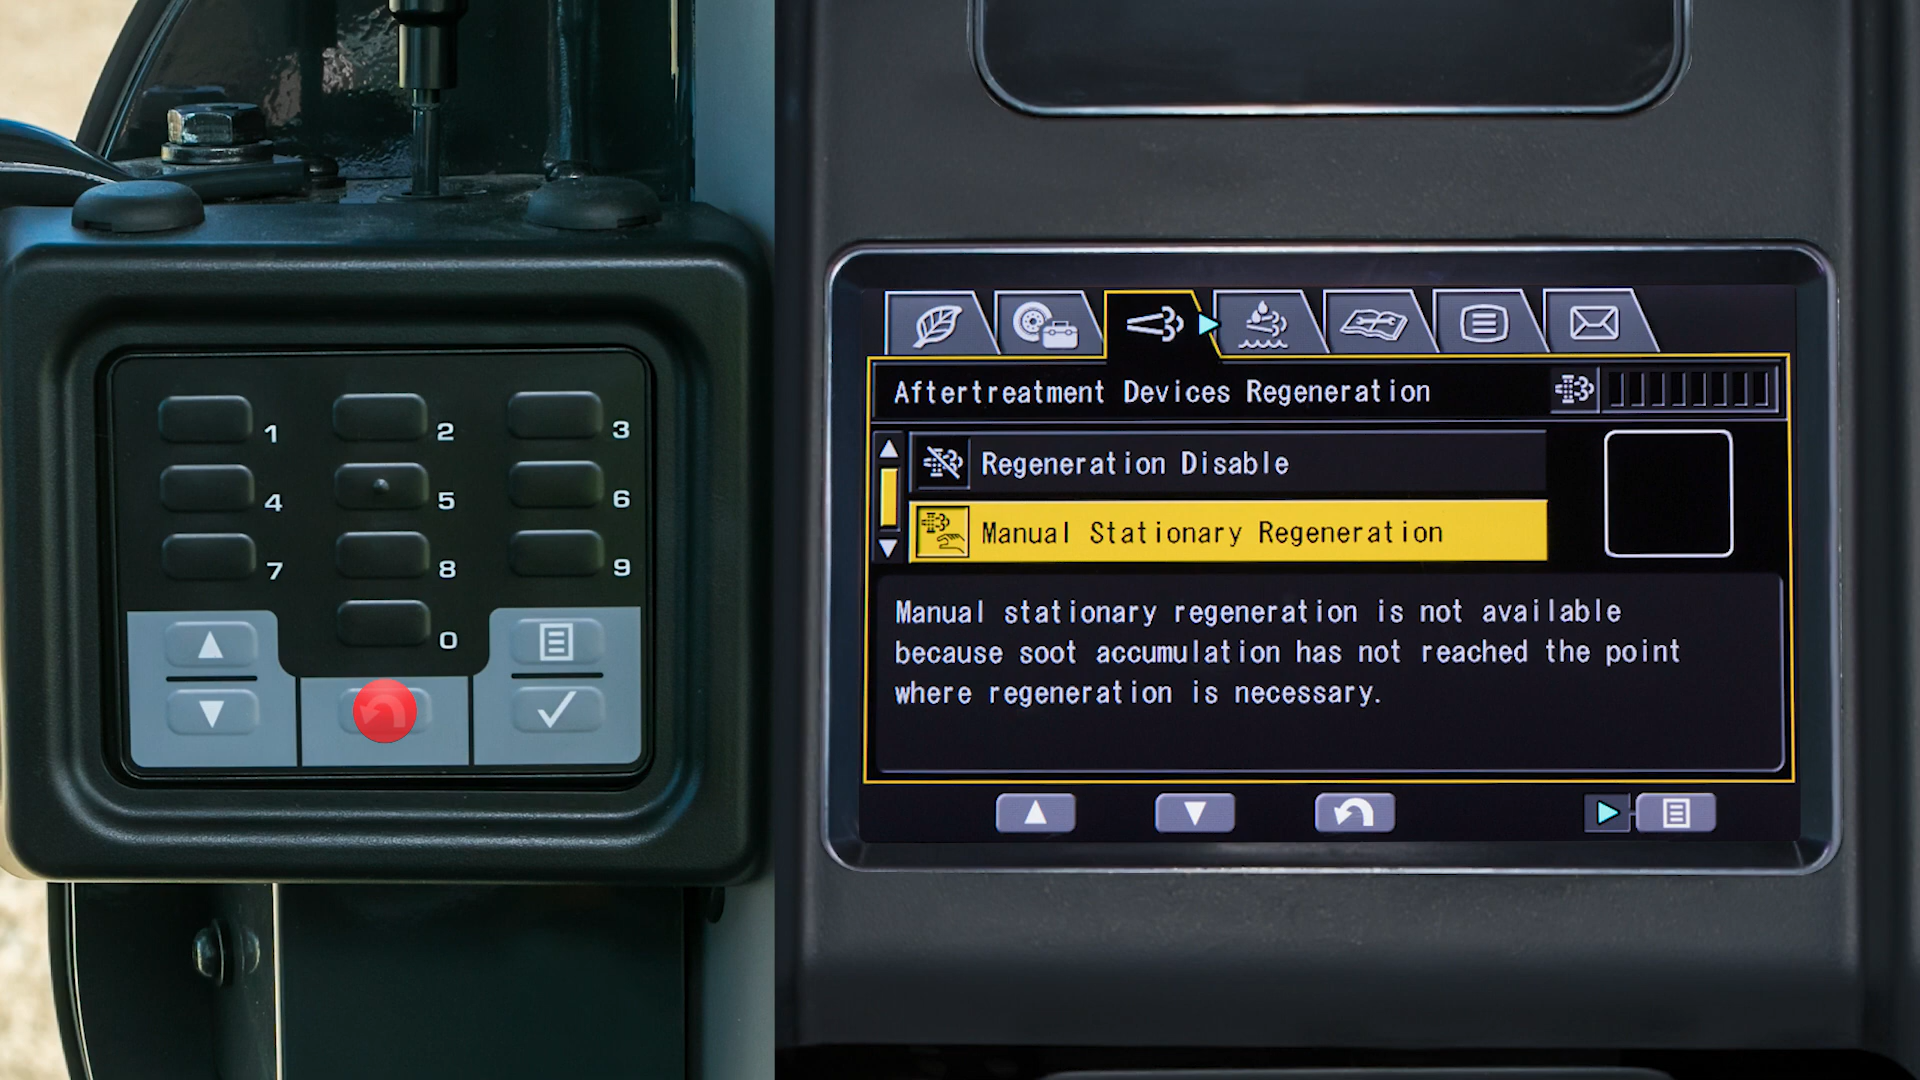 1 2 3
4 5 6
7 8 9
0
Aftertreatment Devices Regeneration
Regeneration Disable
Manual Stationary Regeneration
Manual stationary regeneration is not available
because soot accumulation has not reached the point
where regeneration is necessary.